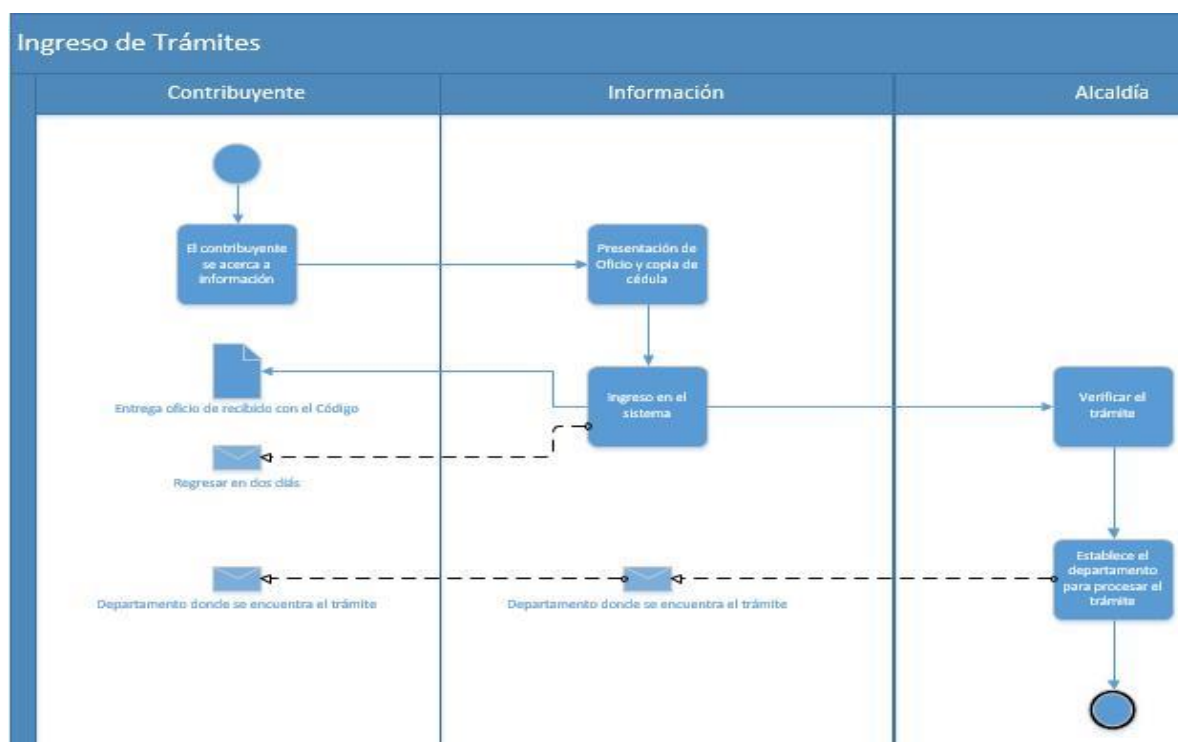 Ingreso de Trámites
Contribuyente
Información
Alcaldía
El contribuyente
se acerca a
información
Presentación de
Oficio y copia de
cédula
Entrega oficio de recibido con el Código
Ingreso en el
sistema
Verificar el
trámite
Regresar en dos diás
Departamento donde se encuentra el trámite
Departamento donde se encuentra el trámite
Establece el
departamento
para procesar el
trámite